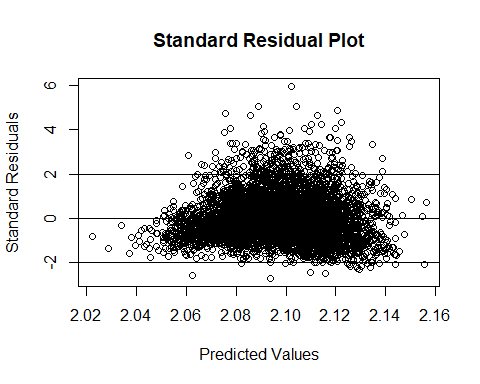 Standard Residual Plot
Standard Residuals
6
4
2
0
-2
2.02 2.04 2.06 2.08 2.10 2.12 2.14 2.16
Predicted Values